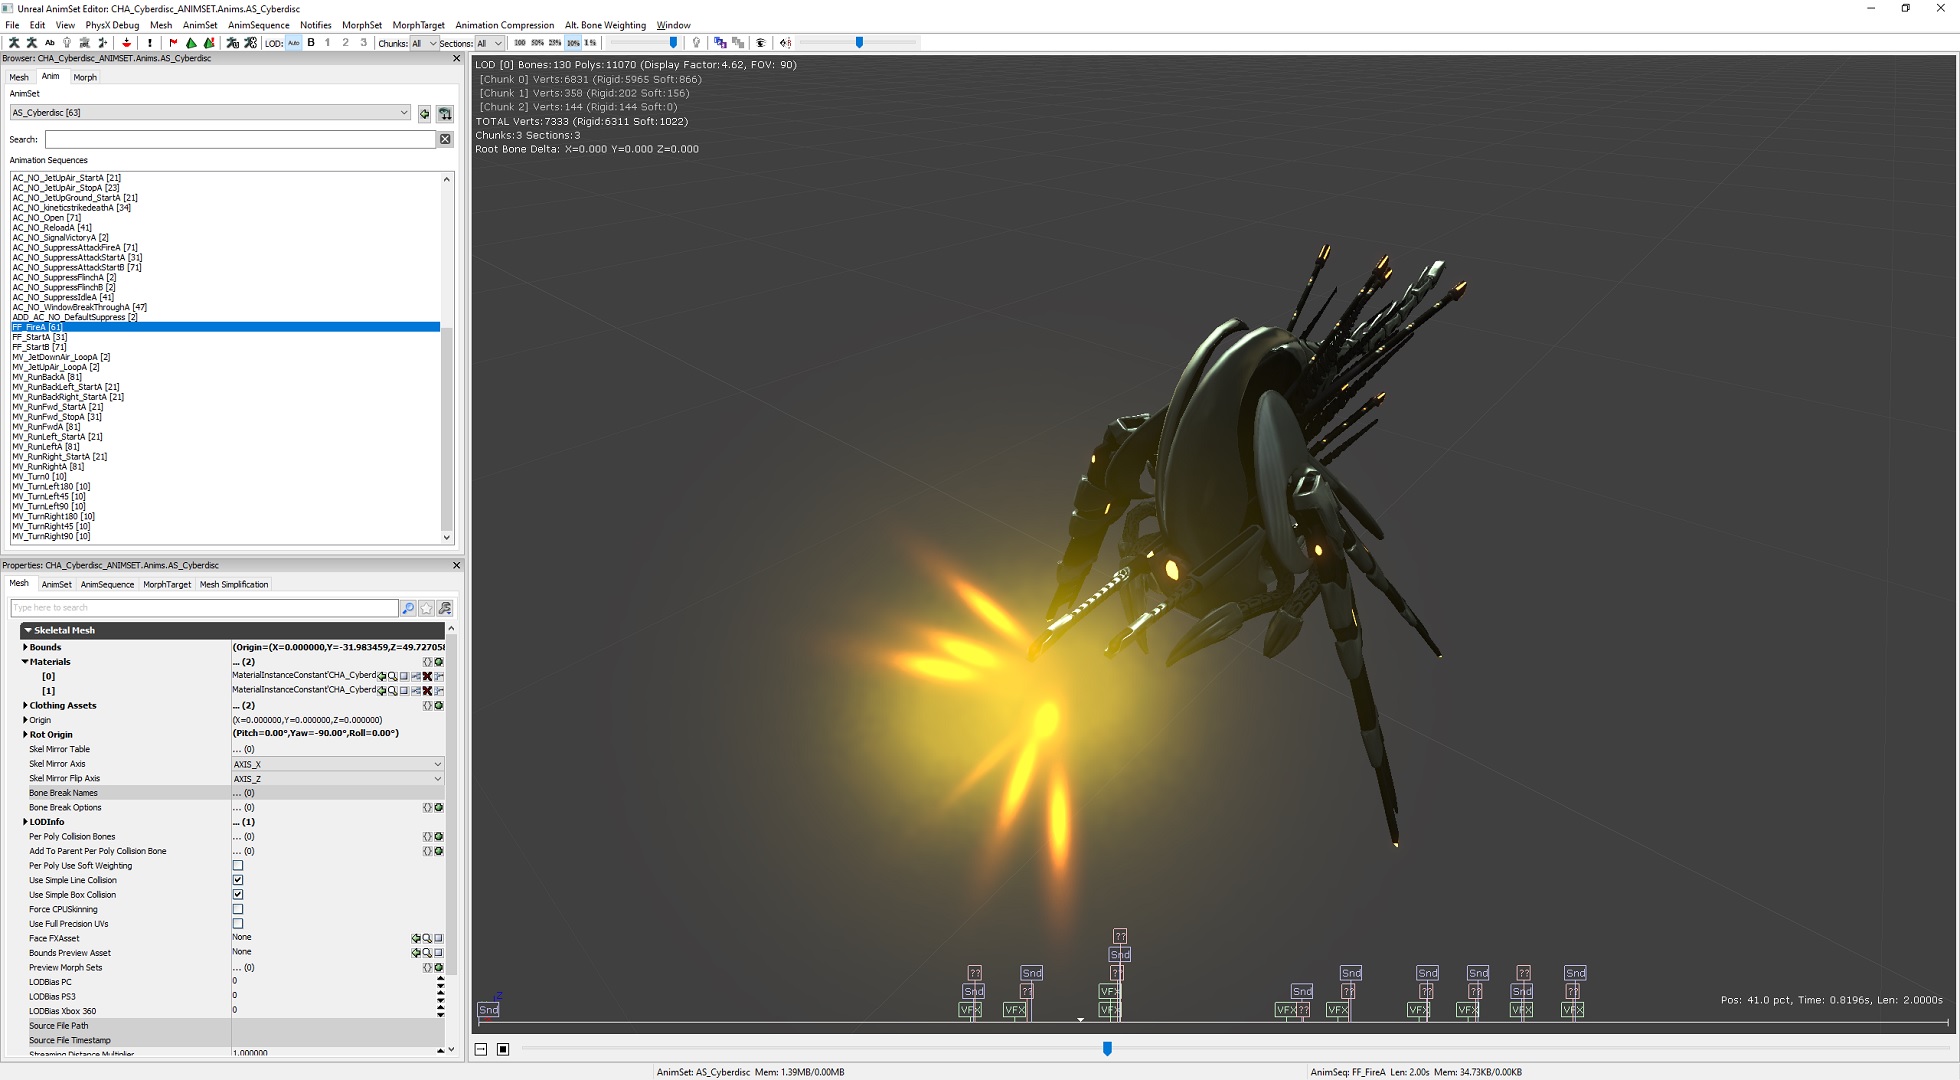 Unreal AnimSet Editor: CHA_Cyberdisc_ANIMSET.Anims.AS_Cyberdisc
File Edit View PhysX Debug Mesh AnimSet AnimSequence Notifies MorphSet MorphTarget Animation Compression Alt. Bone Weighting Window
Ab LOD: Auto B 1 2 3 Chunks: All Sections: All 100 50% 25% 10% 1%
Browser: CHA_Cyberdisc_ANIMSET.Anims.AS_Cyberdisc
Mesh Anim Morph
AnimSet
AS_Cyberdisc [63]
Search:
Animation Sequences
AC_NO_JetUpAir_StartA [21]
AC_NO_JetUpAir_StopA [23]
AC_NO_JetUpGround_StartA [21]
AC_NO_kineticstrikedeathA [34]
AC_NO_Open [71]
AC_NO_ReloadA [41]
AC_NO_SignalVictoryA [2]
AC_NO_SuppressAttackFireA [71]
AC_NO_SuppressAttackStartA [31]
AC_NO_SuppressAttackStartB [71]
AC_NO_SuppressFlinchA [2]
AC_NO_SuppressFlinchB [2]
AC_NO_SuppressIdleA [41]
AC_NO_WindowBreakThroughA [47]
ADD_AC_NO_DefaultSuppress [2]
FF_FireA [61]
FF_StartA [31]
FF_StartB [71]
MV_JetDownAir_LoopA [2]
MV_JetUpAir_LoopA [2]
MV_RunBackA [81]
MV_RunBackLeft_StartA [21]
MV_RunBackRight_StartA [21]
MV_RunFwd_StartA [21]
MV_RunFwd_StopA [31]
MV_RunFwdA [81]
MV_RunLeft_StartA [21]
MV_RunLeftA [81]
MV_RunRight_StartA [21]
MV_RunRightA [81]
MV_Turn0 [10]
MV_TurnLeft180 [10]
MV_TurnLeft45 [10]
MV_TurnLeft90 [10]
MV_TurnRight180 [10]
MV_TurnRight45 [10]
MV_TurnRight90 [10]
Properties: CHA_Cyberdisc_ANIMSET.Anims.AS_Cyberdisc
Mesh AnimSet AnimSequence MorphTarget Mesh Simplification
Type here to search
Skeletal Mesh
Bounds (Origin=(X=0.000000,Y=-31.983459,Z=49.727058
Materials ... (2)
[0] MaterialInstanceConstant'CHA_Cyberd
[1] MaterialInstanceConstant'CHA_Cyberd
Clothing Assets ... (2)
Origin (X=0.000000,Y=0.000000,Z=0.000000)
Rot Origin (Pitch=0.00°,Yaw=-90.00°,Roll=0.00°)
Skel Mirror Table ... (0)
Skel Mirror Axis AXIS_X
Skel Mirror Flip Axis AXIS_Z
Bone Break Names ... (0)
Bone Break Options ... (0)
LODInfo ... (1)
Per Poly Collision Bones ... (0)
Add To Parent Per Poly Collision Bone ... (0)
Per Poly Use Soft Weighting
Use Simple Line Collision
Use Simple Box Collision
Force CPUSkinning
Use Full Precision UVs
Face FXAsset None
Bounds Preview Asset None
Preview Morph Sets ... (0)
LODBias PC 0
LODBias PS3 0
LODBias Xbox 360 0
Source File Path
Source File Timestamp
Streaming Distance Multiplier 1.000000
LOD [0] Bones:130 Polys:11070 (Display Factor:4.62, FOV: 90)
[Chunk 0] Verts:6831 (Rigid:5965 Soft:866)
[Chunk 1] Verts:358 (Rigid:202 Soft:156)
[Chunk 2] Verts:144 (Rigid:144 Soft:0)
TOTAL Verts:7333 (Rigid:6311 Soft:1022)
Chunks:3 Sections:3
Root Bone Delta: X=0.000 Y=0.000 Z=0.000
??
Snd
?? Snd ?? Snd Snd Snd ?? Snd
Snd ?? VFX Snd ?? ?? ?? Snd ??
Z
Snd VFX VFX VFX VFX ?? VFX VFX VFX VFX VFX
Pos: 41.0 pct, Time: 0.8196s, Len: 2.0000s
AnimSet: AS_Cyberdisc Mem: 1.39MB/0.00MB
AnimSeq: FF_FireA Len: 2.00s Mem: 34.73KB/0.00KB